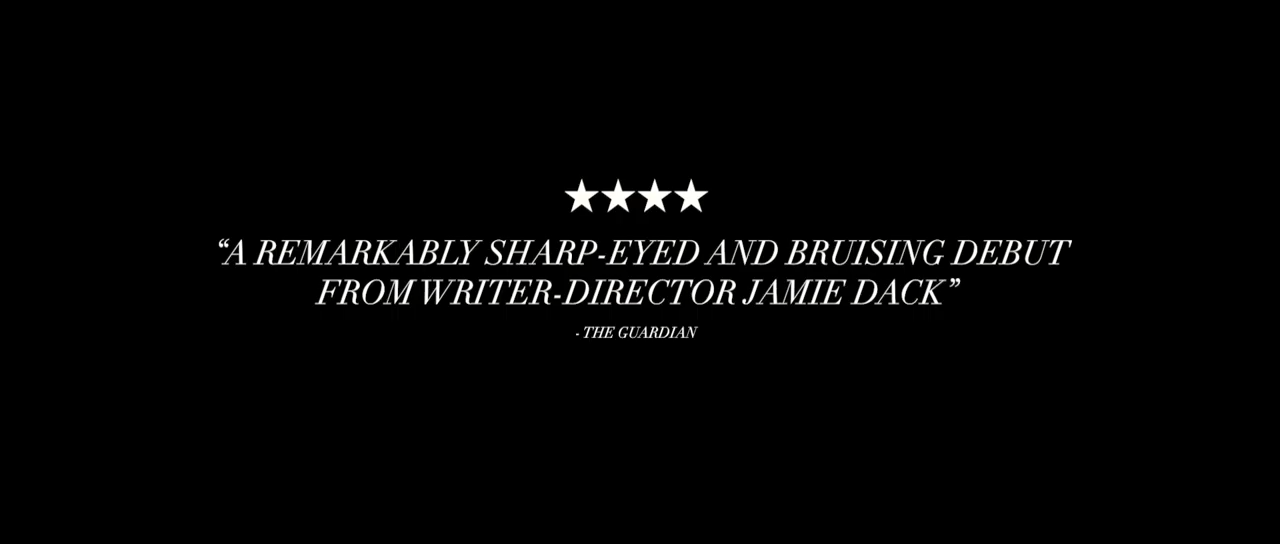 ★★★★
“A REMARKABLY SHARP-EYED AND BRUISING DEBUT
FROM WRITER-DIRECTOR JAMIE DACK”
- THE GUARDIAN